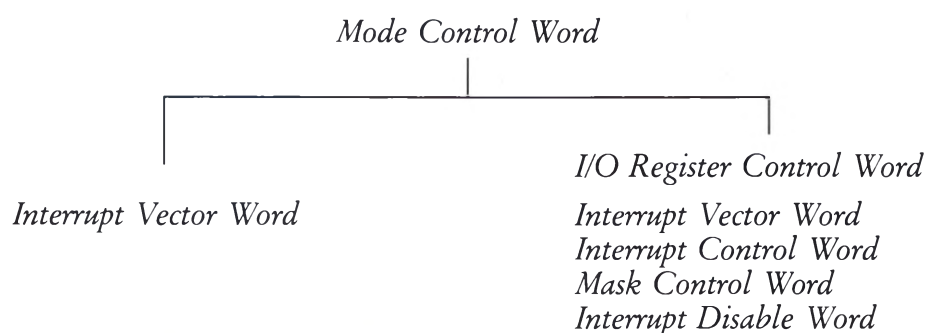 Mode Control Word
Interrupt Vector Word
I/O Register Control Word
Interrupt Vector Word
Interrupt Control Word
Mask Control Word
Interrupt Disable Word